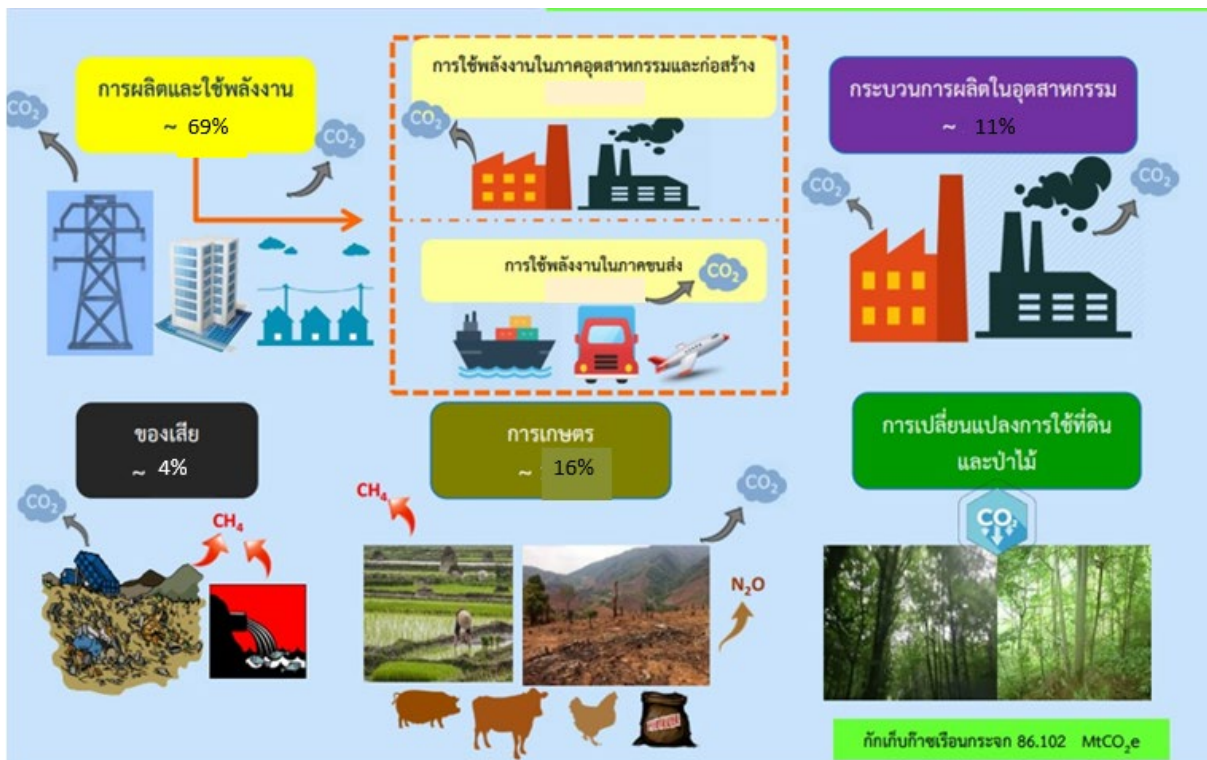 การผลิตและใช้พลังงาน
~ 69%
CO2
CO2
การใช้พลังงานในภาคอุตสาหกรรมและก่อสร้าง
CO2
การใช้พลังงานในภาคขนส่ง
CO2
กระบวนการผลิตในอุตสาหกรรม
~ 11%
CO2
CO2
ของเสีย
~ 4%
CO2
CH4
การเกษตร
~ 16%
CH4
CO2
N2O
การเปลี่ยนแปลงการใช้ที่ดิน
และป่าไม้
CO2
กักเก็บก๊าซเรือนกระจก 86.102 MtCO2e